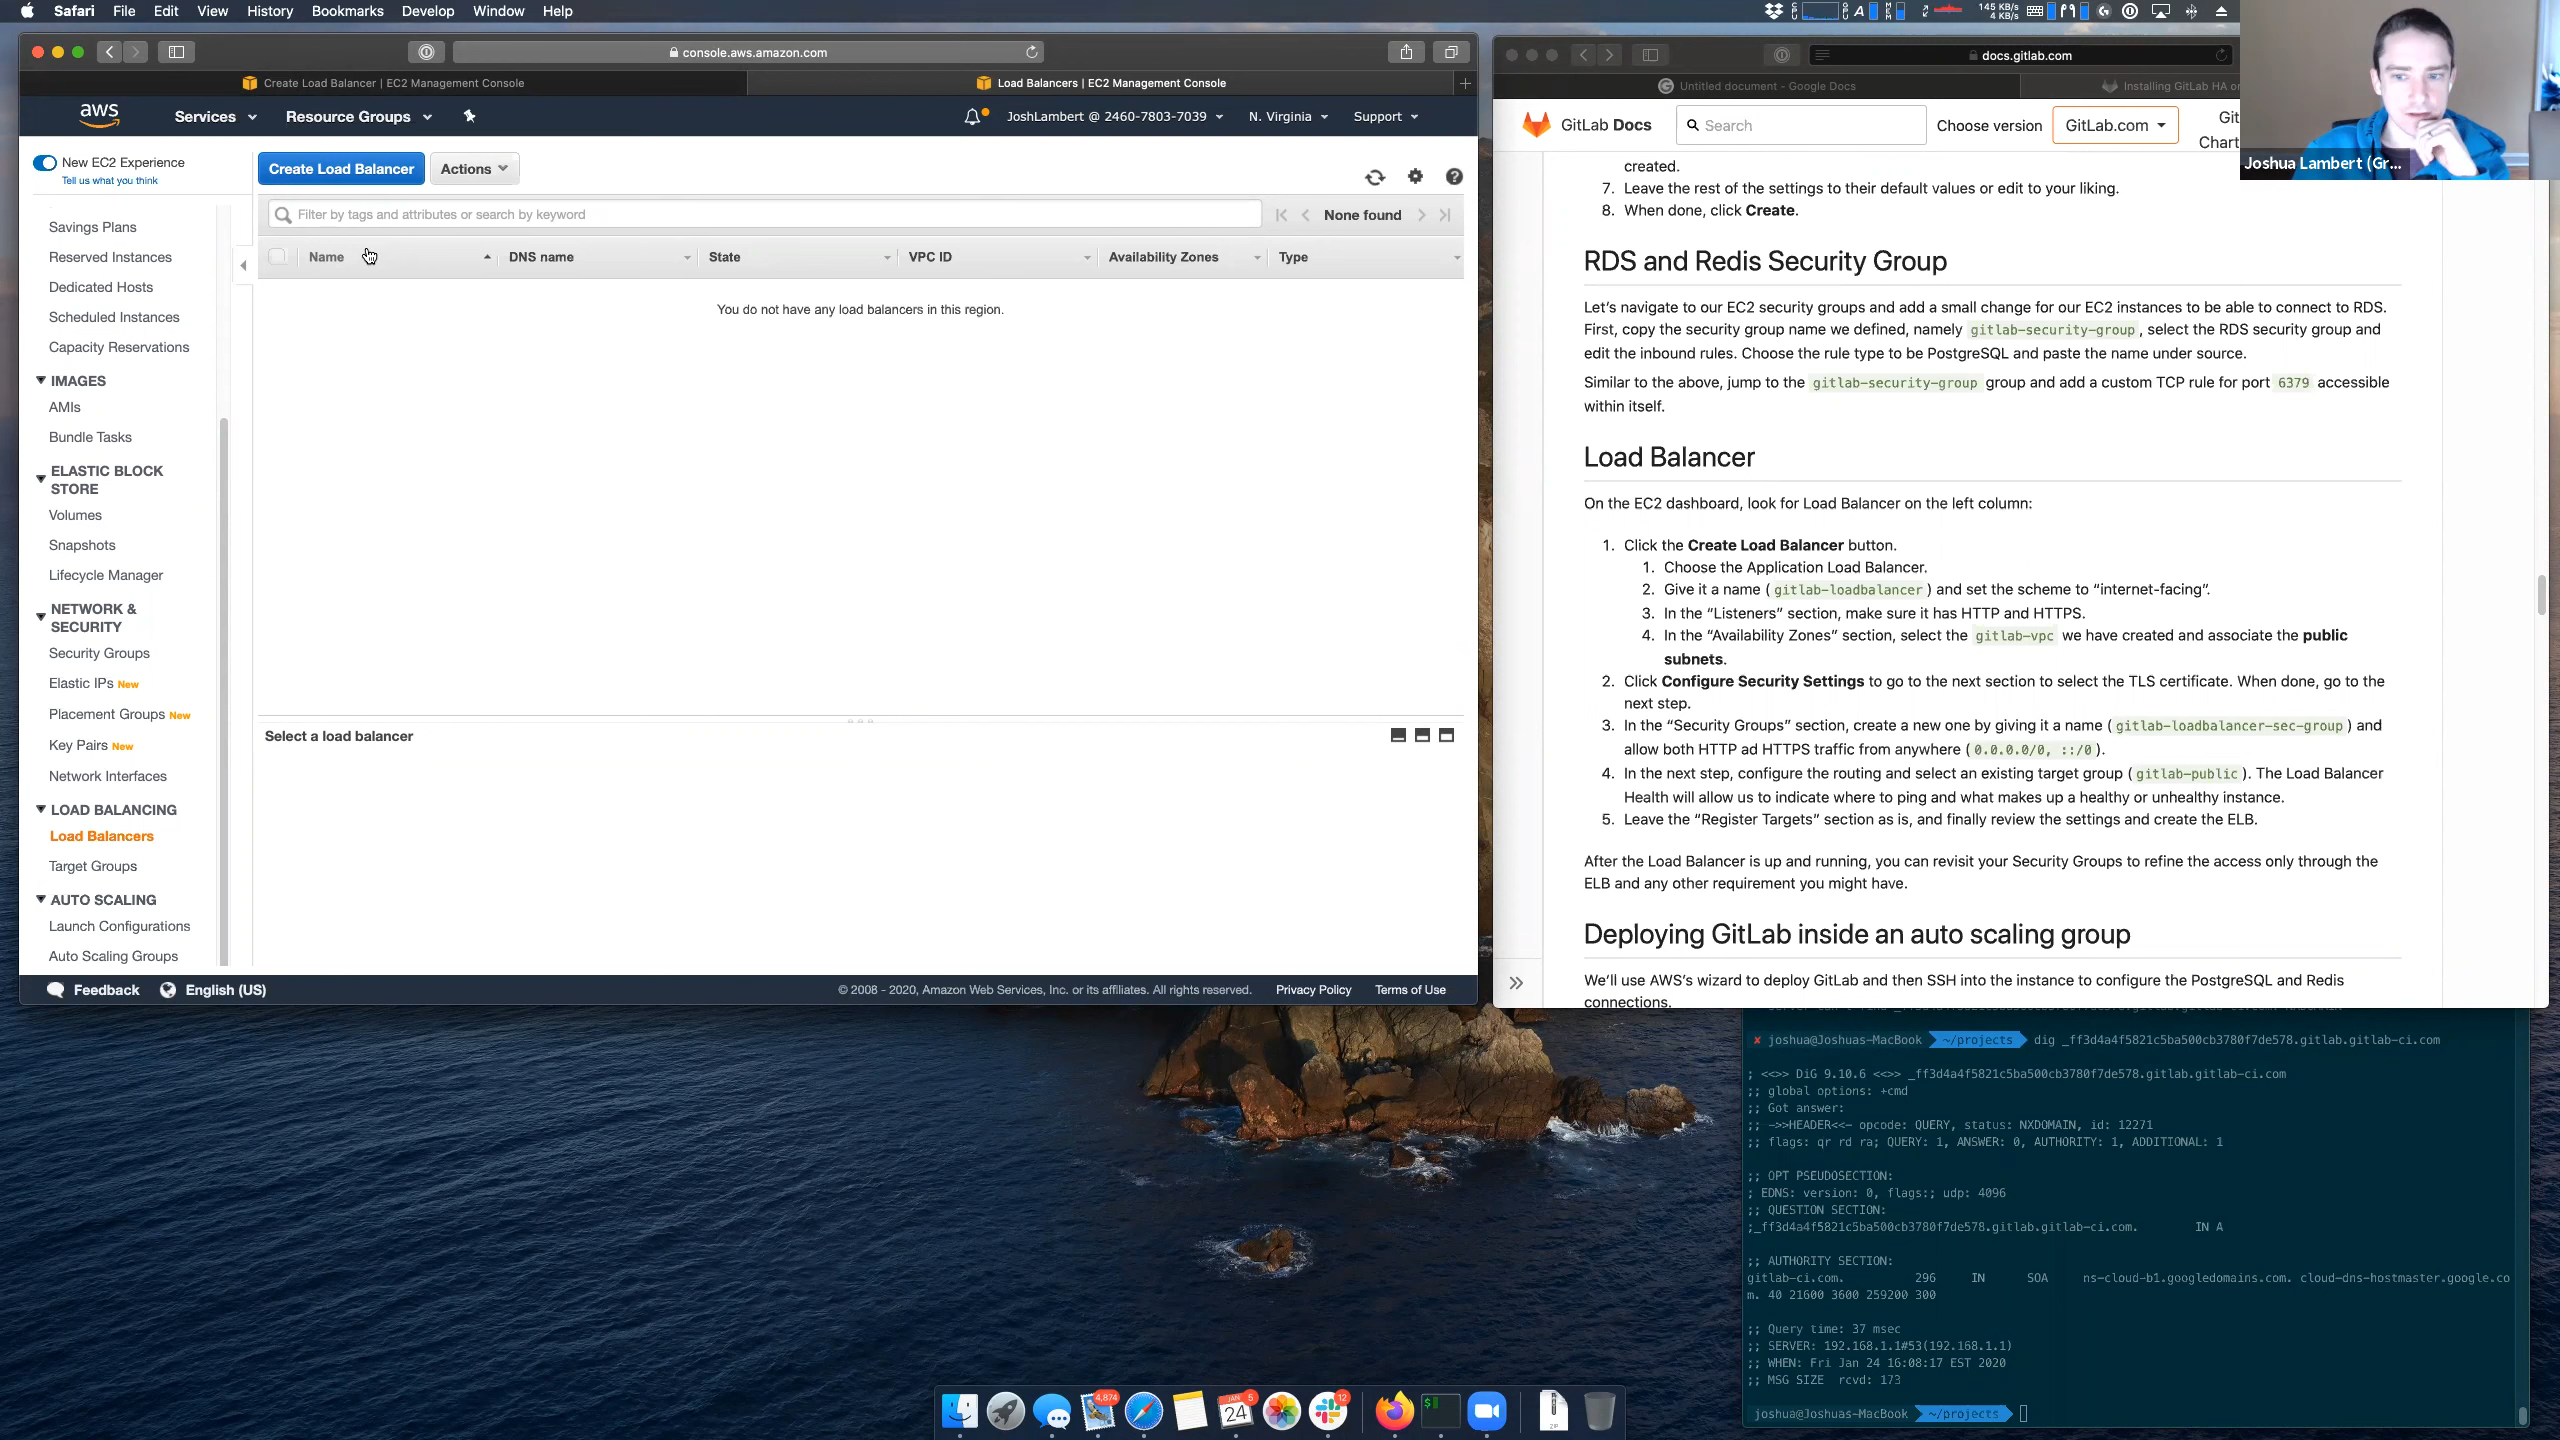 Safari File Edit View History Bookmarks Develop Window Help
145 KB/s
4 KB/s
console.aws.amazon.com
Create Load Balancer | EC2 Management Console
Load Balancers | EC2 Management Console
aws
Services
Resource Groups
JoshLambert @ 2460-7803-7039
N. Virginia
Support
New EC2 Experience
Tell us what you think
Savings Plans
Reserved Instances
Dedicated Hosts
Scheduled Instances
Capacity Reservations
IMAGES
AMIs
Bundle Tasks
ELASTIC BLOCK
STORE
Volumes
Snapshots
Lifecycle Manager
NETWORK &
SECURITY
Security Groups
Elastic IPs New
Placement Groups New
Key Pairs New
Network Interfaces
LOAD BALANCING
Load Balancers
Target Groups
AUTO SCALING
Launch Configurations
Auto Scaling Groups
Create Load Balancer
Actions
Filter by tags and attributes or search by keyword
None found
Name
DNS name
State
VPC ID
Availability Zones
Type
You do not have any load balancers in this region.
Select a load balancer
Feedback
English (US)
© 2008 - 2020, Amazon Web Services, Inc. or its affiliates. All rights reserved.
Privacy Policy
Terms of Use
docs.gitlab.com
Untitled document - Google Docs
Installing GitLab HA o
GitLab Docs
Search
Choose version
GitLab.com
Git
Chart
Joshua Lambert (Gr...
created.
7. Leave the rest of the settings to their default values or edit to your liking.
8. When done, click Create.
RDS and Redis Security Group
Let's navigate to our EC2 security groups and add a small change for our EC2 instances to be able to connect to RDS.
First, copy the security group name we defined, namely gitlab-security-group, select the RDS security group and
edit the inbound rules. Choose the rule type to be PostgreSQL and paste the name under source.
Similar to the above, jump to the gitlab-security-group group and add a custom TCP rule for port 6379 accessible
within itself.
Load Balancer
On the EC2 dashboard, look for Load Balancer on the left column:
1. Click the Create Load Balancer button.
1. Choose the Application Load Balancer.
2. Give it a name (gitlab-loadbalancer) and set the scheme to “internet-facing”.
3. In the “Listeners” section, make sure it has HTTP and HTTPS.
4. In the “Availability Zones” section, select the gitlab-vpc we have created and associate the public
subnets.
2. Click Configure Security Settings to go to the next section to select the TLS certificate. When done, go to the
next step.
3. In the “Security Groups” section, create a new one by giving it a name (gitlab-loadbalancer-sec-group) and
allow both HTTP ad HTTPS traffic from anywhere (0.0.0.0/0, ::/0).
4. In the next step, configure the routing and select an existing target group (gitlab-public). The Load Balancer
Health will allow us to indicate where to ping and what makes up a healthy or unhealthy instance.
5. Leave the “Register Targets” section as is, and finally review the settings and create the ELB.
After the Load Balancer is up and running, you can revisit your Security Groups to refine the access only through the
ELB and any other requirement you might have.
Deploying GitLab inside an auto scaling group
We'll use AWS's wizard to deploy GitLab and then SSH into the instance to configure the PostgreSQL and Redis
connections.
✘ joshua@Joshuas-MacBook ~/projects dig _ff3d4a4f5821c5ba500cb3780f7de578.gitlab.gitlab-ci.com
; <<>> DiG 9.10.6 <<>> _ff3d4a4f5821c5ba500cb3780f7de578.gitlab.gitlab-ci.com
;; global options: +cmd
;; Got answer:
;; ->>HEADER<<- opcode: QUERY, status: NXDOMAIN, id: 12271
;; flags: qr rd ra; QUERY: 1, ANSWER: 0, AUTHORITY: 1, ADDITIONAL: 1
;; OPT PSEUDOSECTION:
; EDNS: version: 0, flags:; udp: 4096
;; QUESTION SECTION:
;_ff3d4a4f5821c5ba500cb3780f7de578.gitlab.gitlab-ci.com. IN A
;; AUTHORITY SECTION:
gitlab-ci.com. 296 IN SOA ns-cloud-b1.googledomains.com. cloud-dns-hostmaster.google.co
m. 40 21600 3600 259200 300
;; Query time: 37 msec
;; SERVER: 192.168.1.1#53(192.168.1.1)
;; WHEN: Fri Jan 24 16:08:17 EST 2020
;; MSG SIZE rcvd: 173
joshua@Joshuas-MacBook ~/projects
4,874
JAN
24
5
12